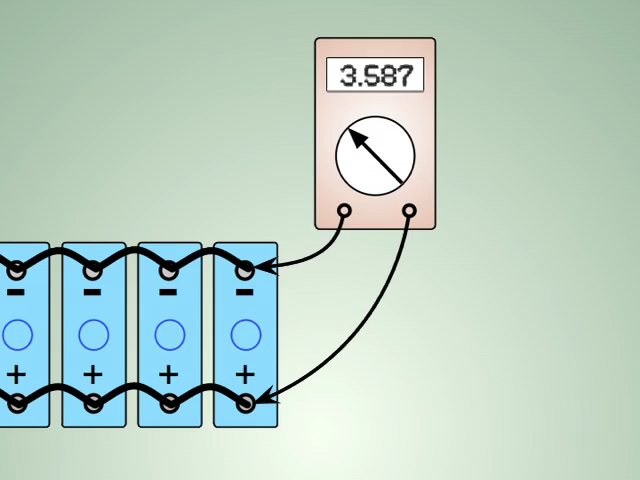 3.587
- - - -
+ + + +